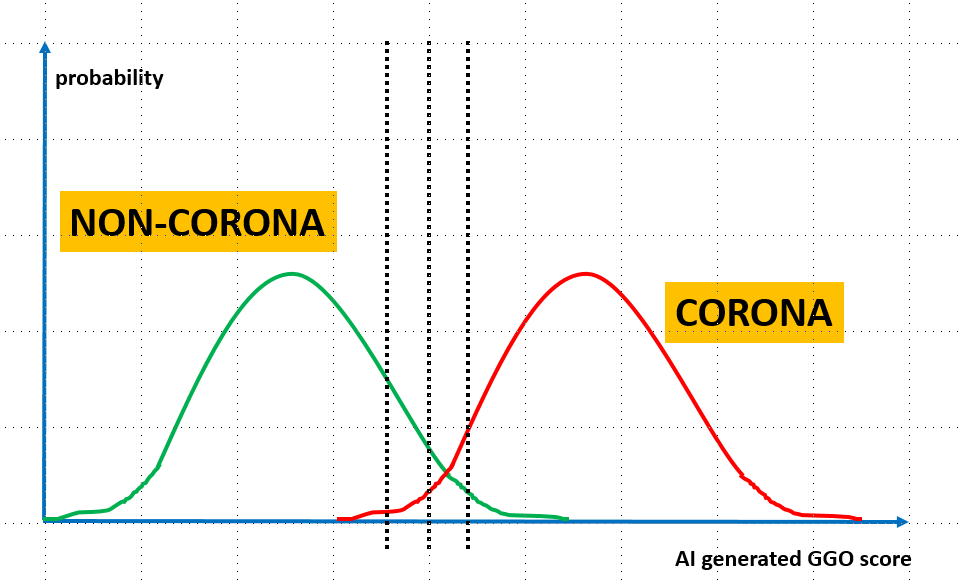 probability
NON-CORONA
CORONA
AI generated GGO score